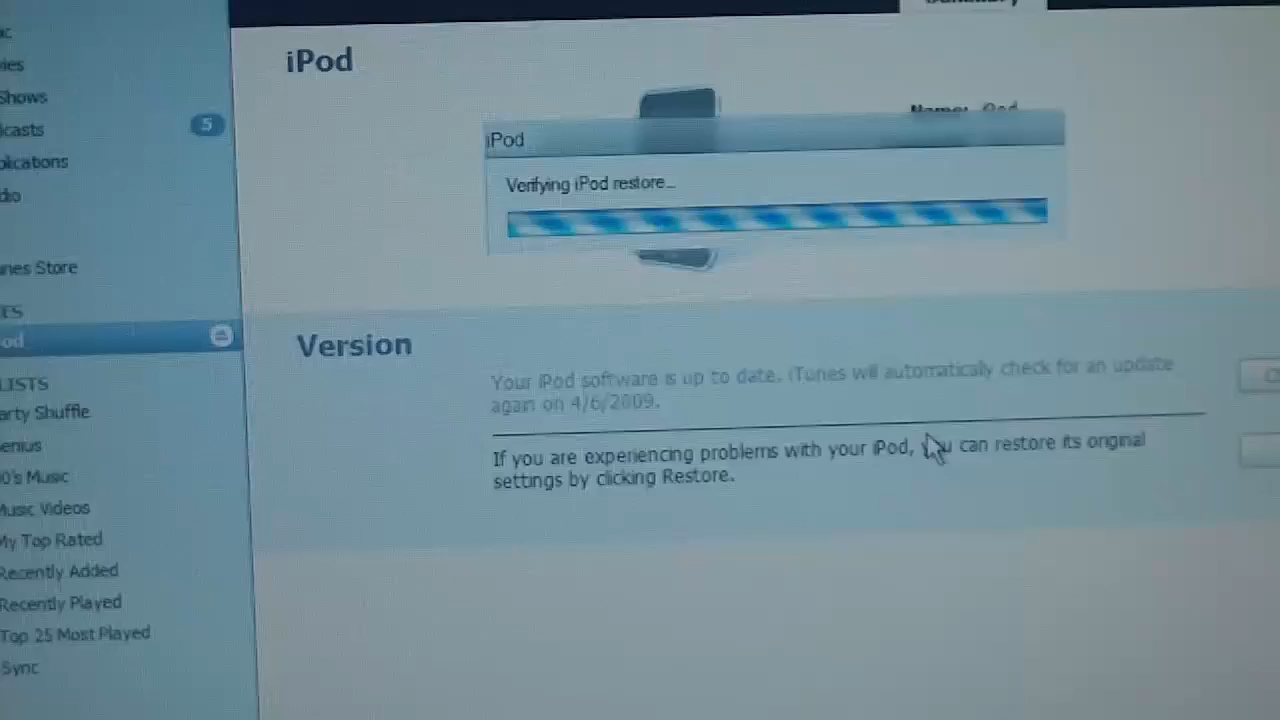 iPod
Shows
5
iPod
Verifying iPod restore...
Store
Version
Your iPod software is up to date. iTunes will automatically check for an update
again on 4/6/2009.
If you are experiencing problems with your iPod, you can restore its original
settings by clicking Restore.
Shuffle
Music
Music Videos
My Top Rated
Recently Added
Recently Played
Top 25 Most Played
Sync